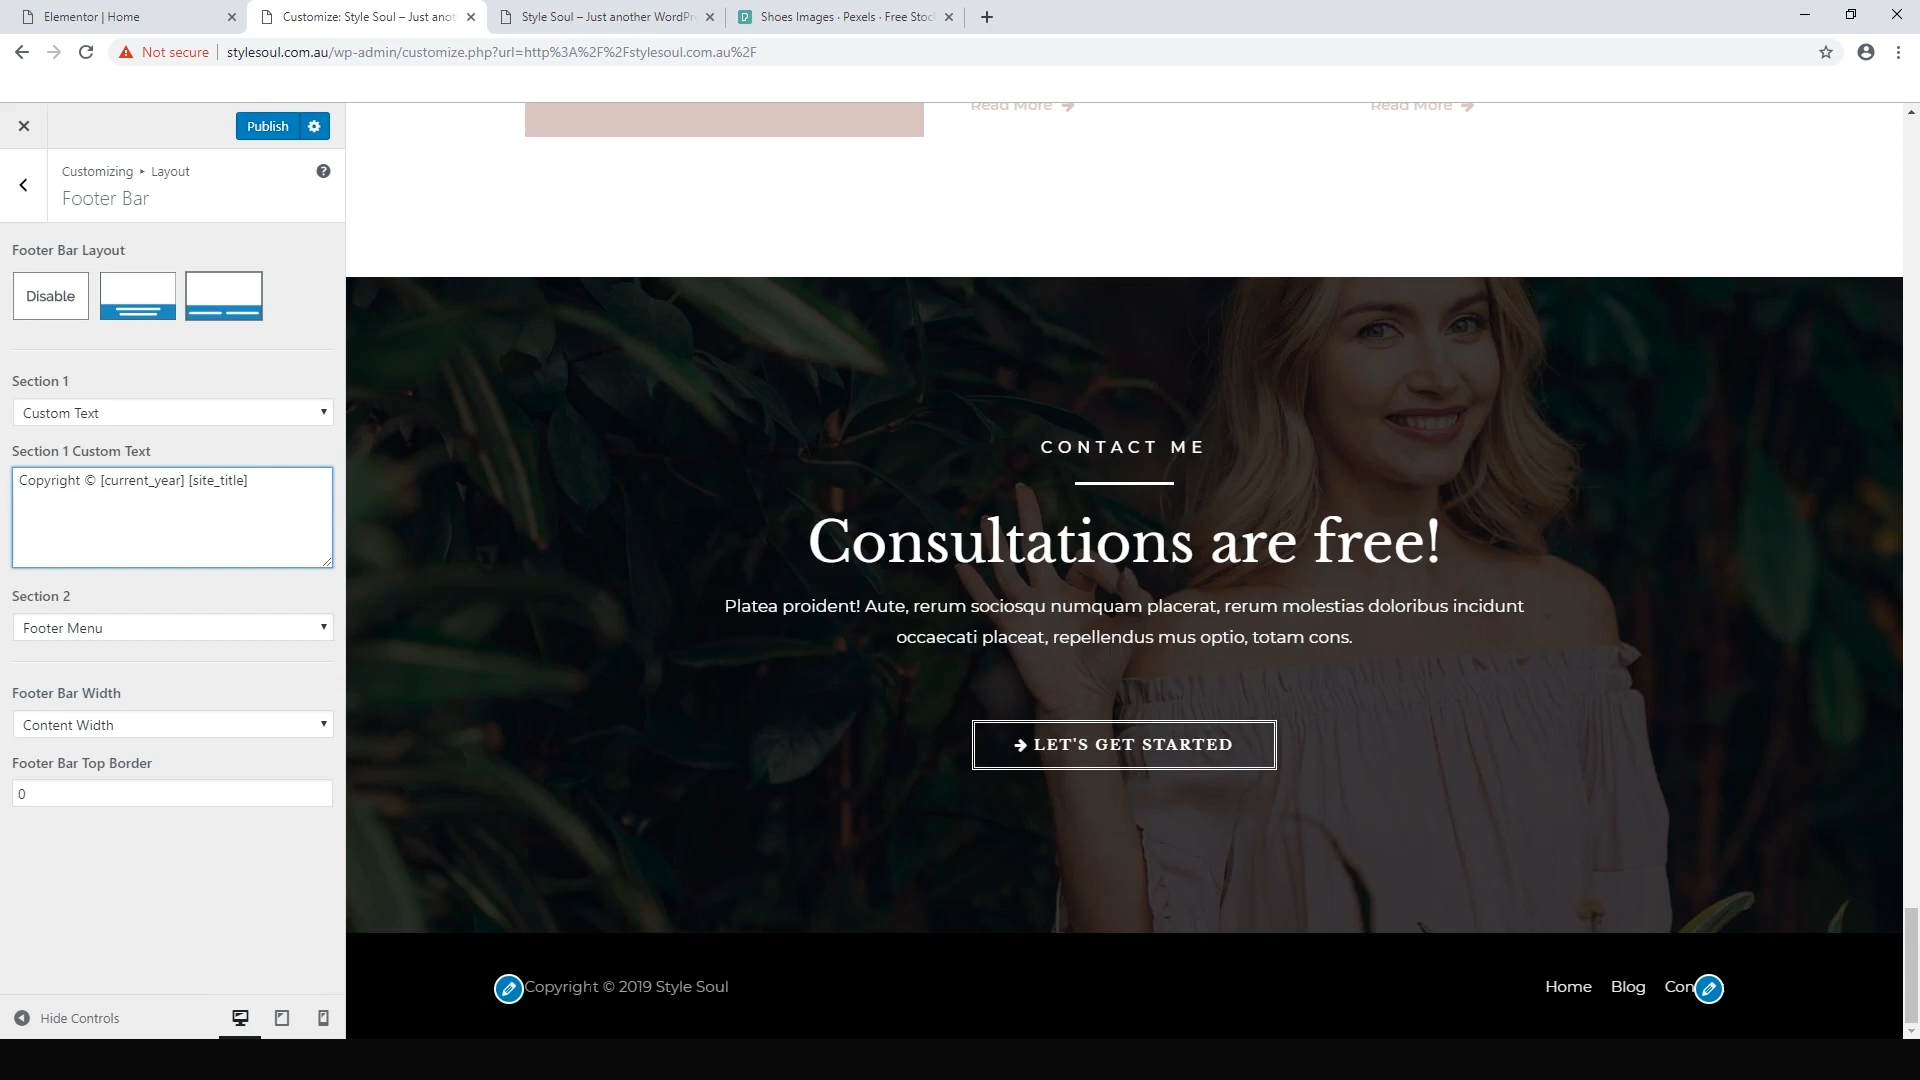 Elementor | Home
Customize: Style Soul – Just anot
Style Soul – Just another WordPr
Shoes Images · Pexels · Free Stoc
Not secure
stylesoul.com.au/wp-admin/customize.php?url=http%3A%2F%2Fstylesoul.com.au%2F
Publish
Customizing ▸ Layout
Footer Bar
Footer Bar Layout
Disable
Section 1
Custom Text
Section 1 Custom Text
Copyright © [current_year] [site_title]
Section 2
Footer Menu
Footer Bar Width
Content Width
Footer Bar Top Border
0
Hide Controls
Read More
Read More
CONTACT ME
Consultations are free!
Platea proident! Aute, rerum sociosqu numquam placerat, rerum molestias doloribus incidunt
occaecati placeat, repellendus mus optio, totam cons.
LET'S GET STARTED
Copyright © 2019 Style Soul
Home Blog Con